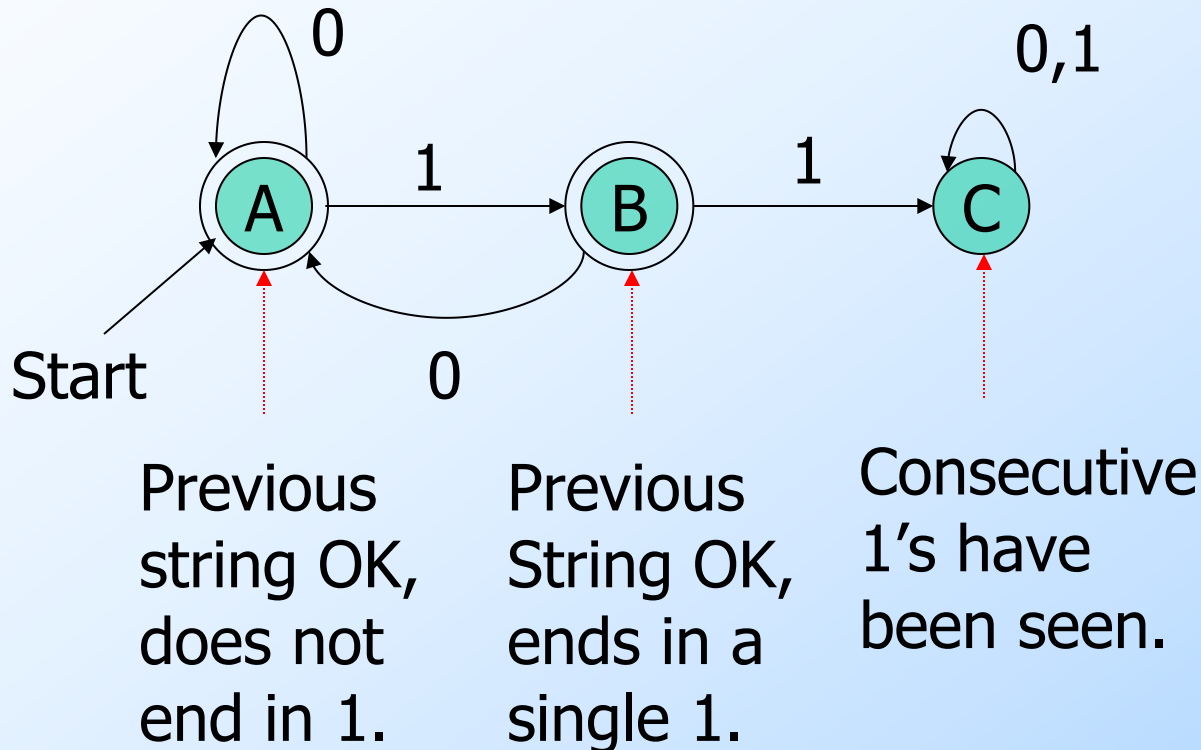 0
0,1
1
1
A
B
C
Start
0
Previous
string OK,
does not
end in 1.
Previous
String OK,
ends in a
single 1.
Consecutive
1’s have
been seen.